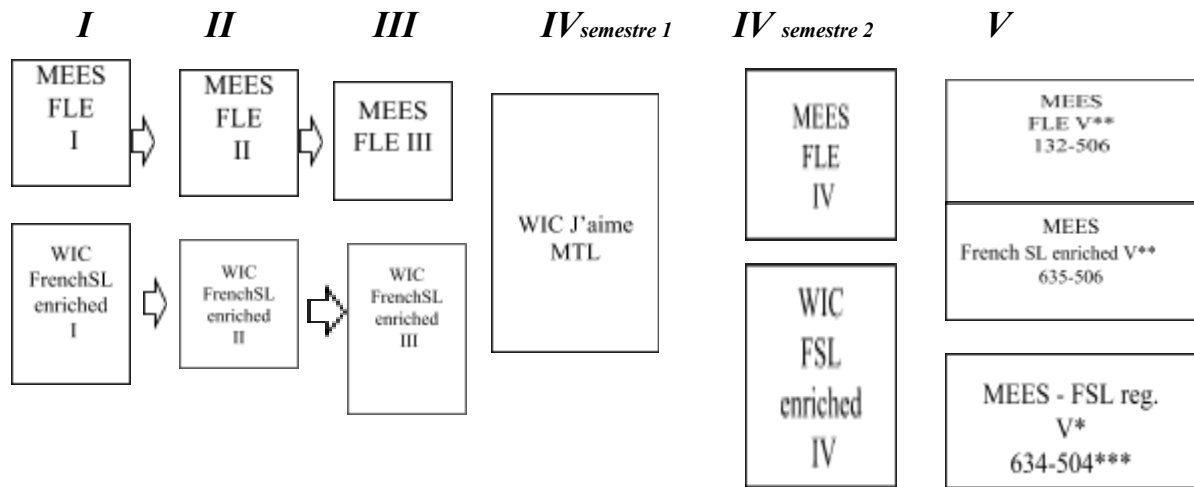 I II III IV semestre 1 IV semestre 2 V
MEES
FLE
I
MEES
FLE
II
MEES
FLE III
WIC
FrenchSL
enriched
I
WIC
FrenchSL
enriched
II
WIC
FrenchSL
enriched
III
WIC J'aime
MTL
MEES
FLE
IV
WIC
FSL
enriched
IV
MEES
FLE V**
132-506
MEES
French SL enriched V**
635-506
MEES - FSL reg.
V*
634-504***